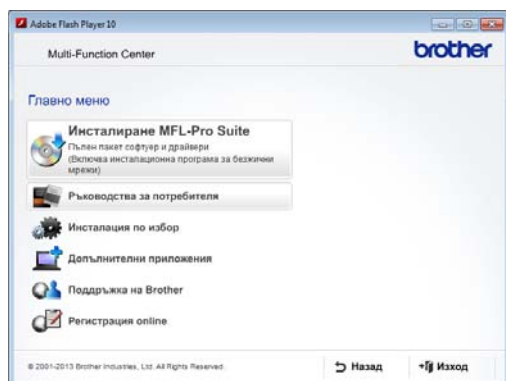 Adobe Flash Player 10
Multi-Function Center
brother
Главно меню
Инсталиране MFL-Pro Suite
Пълен пакет софтуер и драйвери
(Включва инсталационна програма за безжични
мрежи)
Ръководства за потребителя
Инсталация по избор
Допълнителни приложения
Поддръжка на Brother
Регистрация online
© 2001-2013 Brother Industries, Ltd. All Rights Reserved.
Назад
Изход